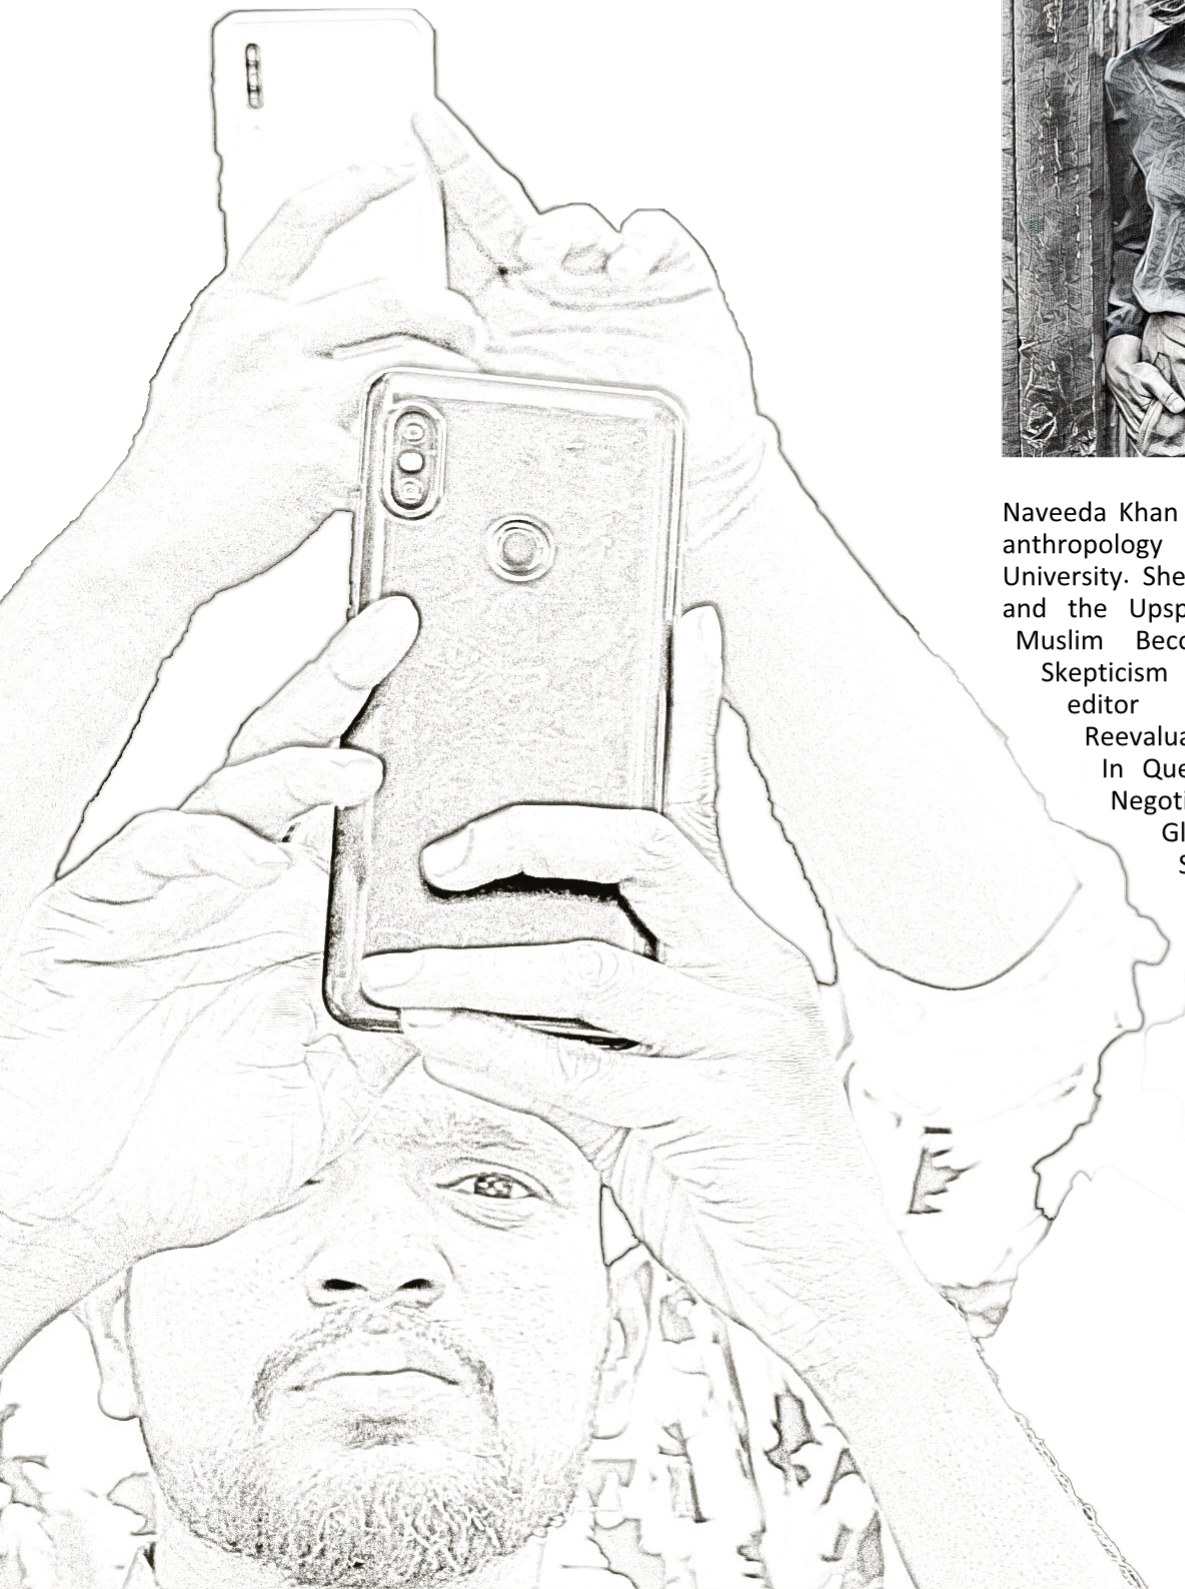 Naveeda Khan
anthropology
University. She
and the Upsp
Muslim Beco
Skepticism
editor
Reevalua
In Que
Negoti
Gl
S